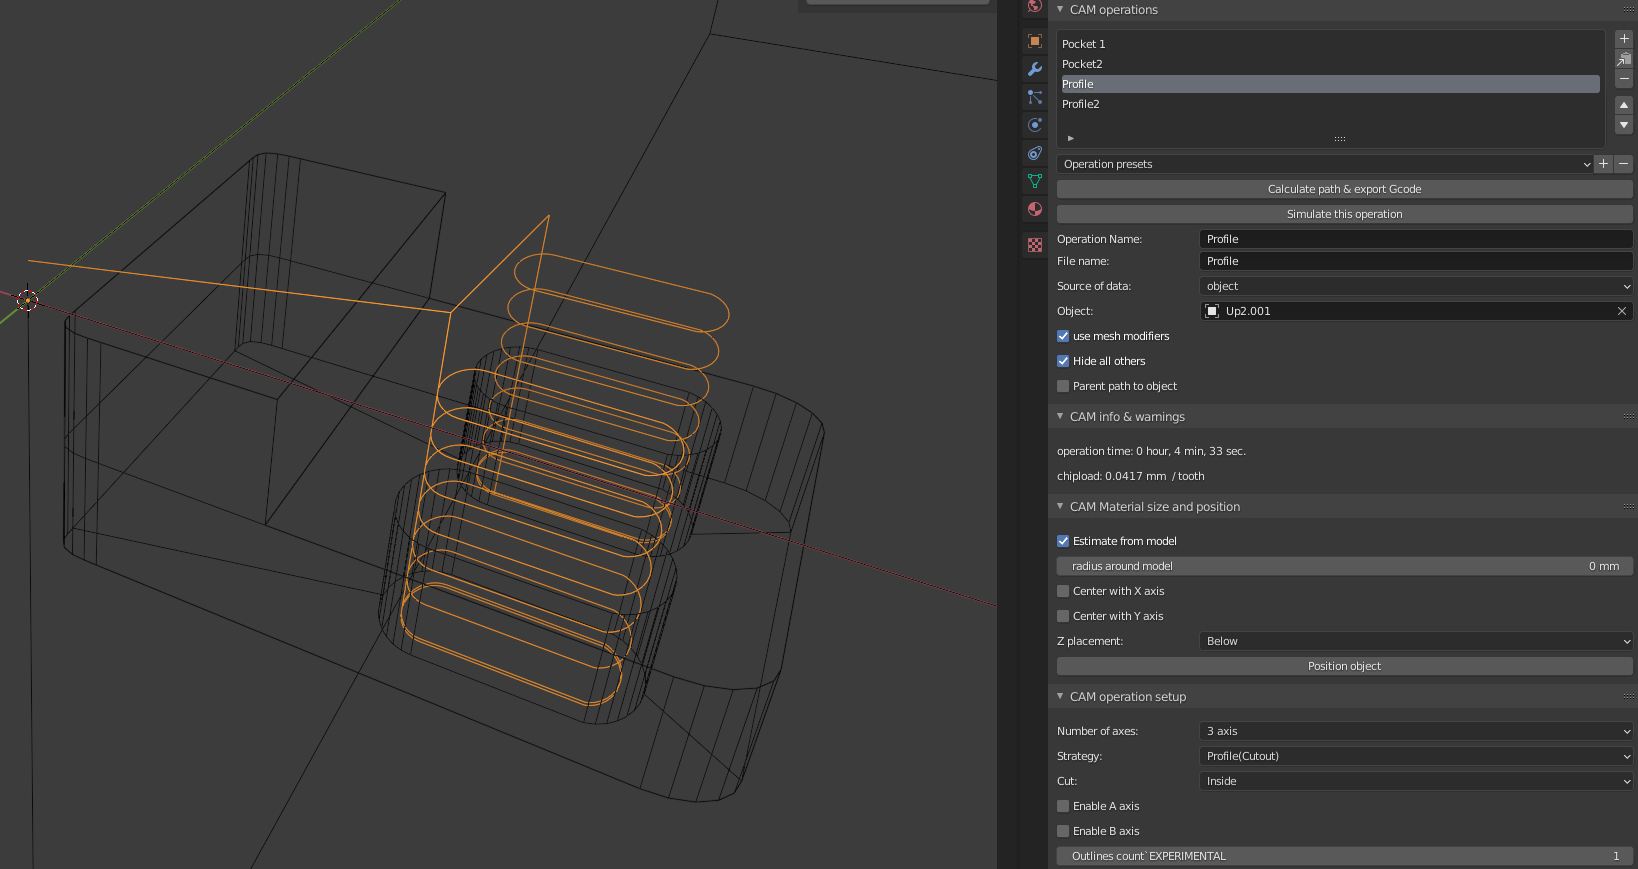 CAM operations
Pocket 1
Pocket2
Profile
Profile2
Operation presets
Calculate path & export Gcode
Simulate this operation
Operation Name: Profile
File name: Profile
Source of data: object
Object: Up2.001
use mesh modifiers
Hide all others
Parent path to object
CAM info & warnings
operation time: 0 hour, 4 min, 33 sec.
chipload: 0.0417 mm / tooth
CAM Material size and position
Estimate from model
radius around model 0 mm
Center with X axis
Center with Y axis
Z placement: Below
Position object
CAM operation setup
Number of axes: 3 axis
Strategy: Profile(Cutout)
Cut: Inside
Enable A axis
Enable B axis
Outlines count`EXPERIMENTAL 1